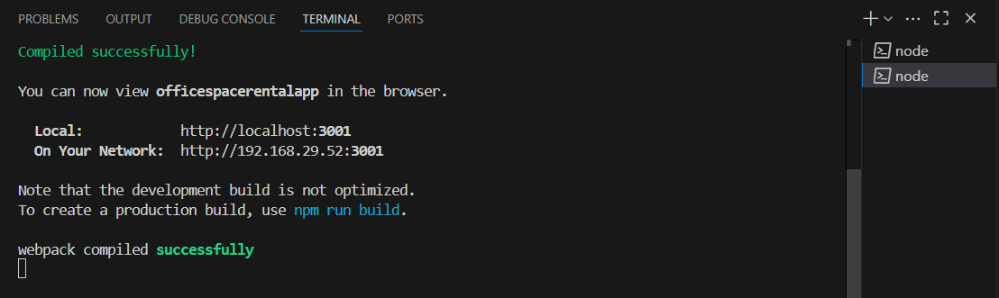 PROBLEMS OUTPUT DEBUG CONSOLE TERMINAL PORTS
Compiled successfully!
You can now view officespacerentalapp in the browser.
Local: http://localhost:3001
On Your Network: http://192.168.29.52:3001
Note that the development build is not optimized.
To create a production build, use npm run build.
webpack compiled successfully
node
node